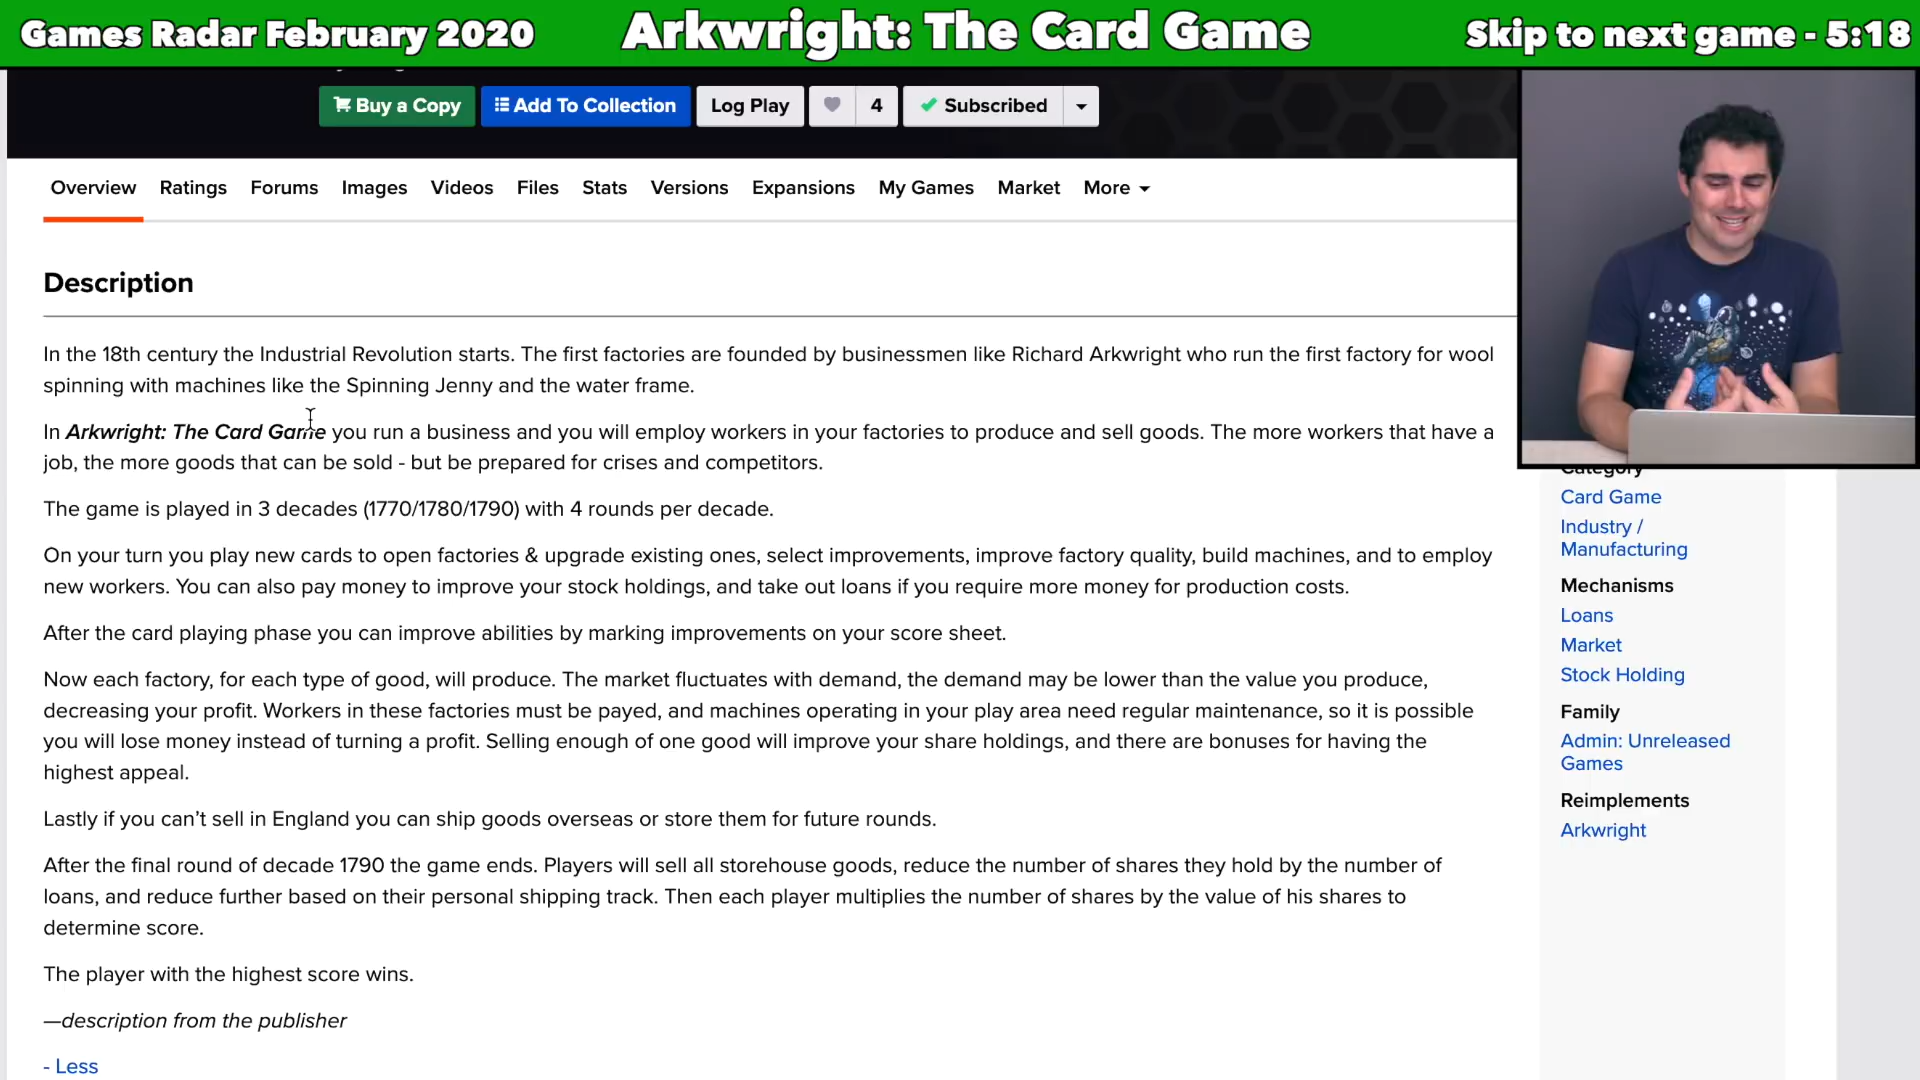 Games Radar February 2020
Arkwright: The Card Game
Skip to next game - 5:18
Buy a Copy
Add To Collection
Log Play
4
Subscribed
Overview
Ratings
Forums
Images
Videos
Files
Stats
Versions
Expansions
My Games
Market
More
Description
In the 18th century the Industrial Revolution starts. The first factories are founded by businessmen like Richard Arkwright who run the first factory for wool
spinning with machines like the Spinning Jenny and the water frame.
In Arkwright: The Card Game you run a business and you will employ workers in your factories to produce and sell goods. The more workers that have a
job, the more goods that can be sold - but be prepared for crises and competitors.
The game is played in 3 decades (1770/1780/1790) with 4 rounds per decade.
On your turn you play new cards to open factories & upgrade existing ones, select improvements, improve factory quality, build machines, and to employ
new workers. You can also pay money to improve your stock holdings, and take out loans if you require more money for production costs.
After the card playing phase you can improve abilities by marking improvements on your score sheet.
Now each factory, for each type of good, will produce. The market fluctuates with demand, the demand may be lower than the value you produce,
decreasing your profit. Workers in these factories must be payed, and machines operating in your play area need regular maintenance, so it is possible
you will lose money instead of turning a profit. Selling enough of one good will improve your share holdings, and there are bonuses for having the
highest appeal.
Lastly if you can’t sell in England you can ship goods overseas or store them for future rounds.
After the final round of decade 1790 the game ends. Players will sell all storehouse goods, reduce the number of shares they hold by the number of
loans, and reduce further based on their personal shipping track. Then each player multiplies the number of shares by the value of his shares to
determine score.
The player with the highest score wins.
—description from the publisher
- Less
Category
Card Game
Industry /
Manufacturing
Mechanisms
Loans
Market
Stock Holding
Family
Admin: Unreleased
Games
Reimplements
Arkwright